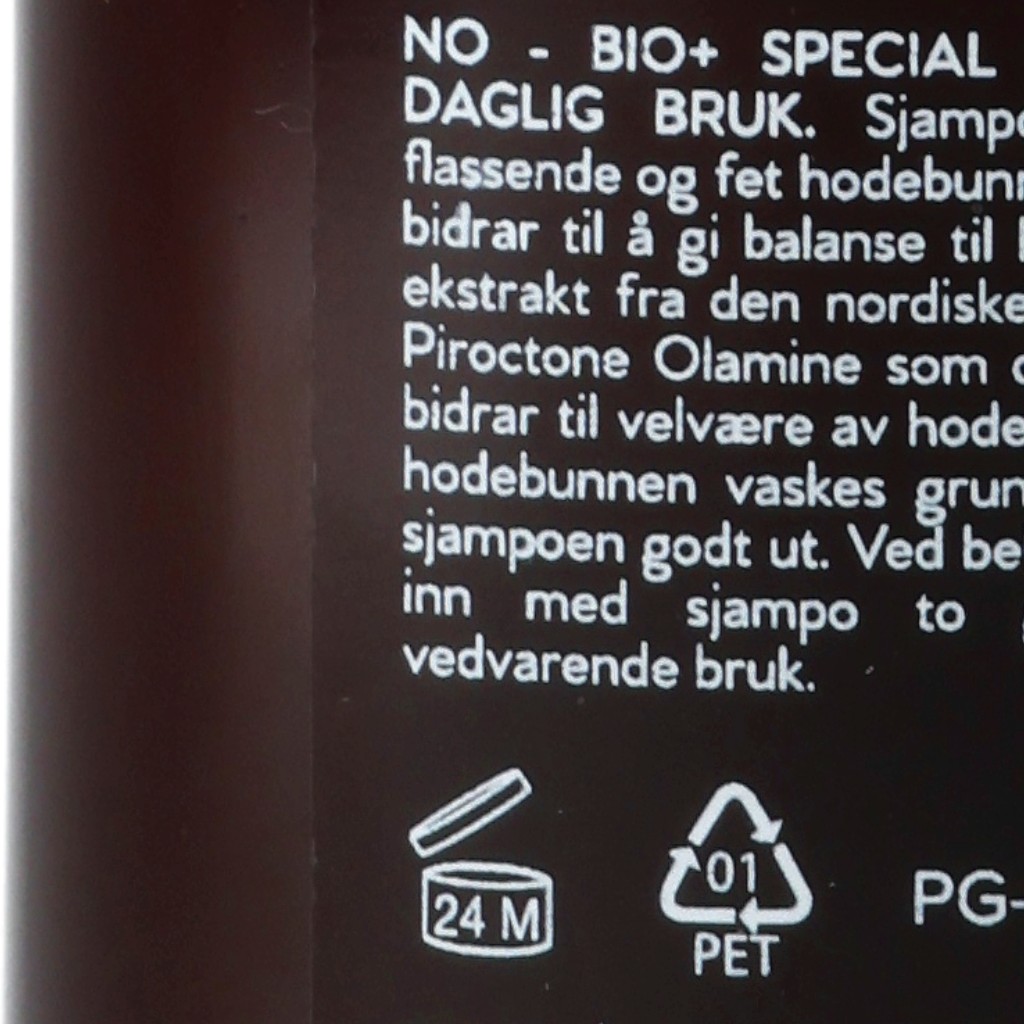 NO - BIO+ SPECIAL
DAGLIG BRUK. Sjampo
flassende og fet hodebunn
bidrar til å gi balanse til
ekstrakt fra den nordiske
Piroctone Olamine som
bidrar til velvære av hode
hodebunnen vaskes grun
sjampoen godt ut. Ved be
inn med sjampo to
vedvarende bruk.
24 M
01
PET
PG-